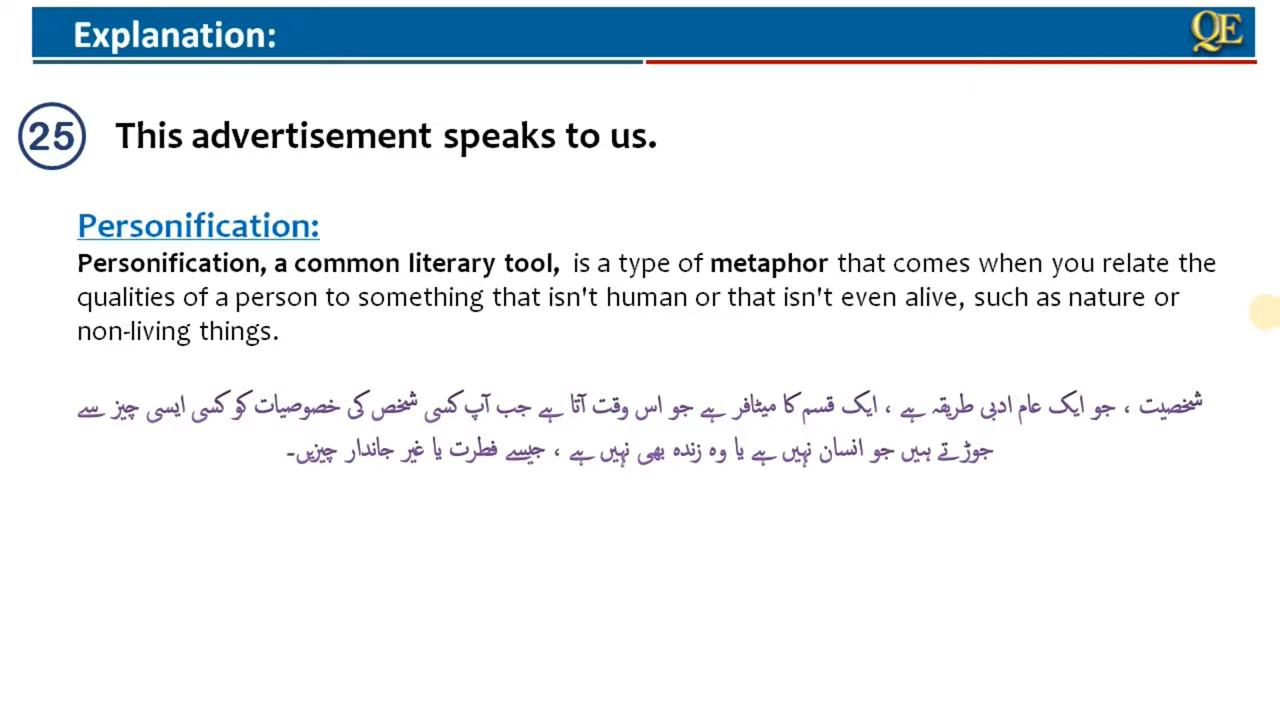 Explanation:
QE
25 This advertisement speaks to us.
Personification:
Personification, a common literary tool, is a type of metaphor that comes when you relate the
qualities of a person to something that isn't human or that isn't even alive, such as nature or
non-living things.
شخصیت ، جو ایک عام ادبی طریقہ ہے ، ایک قسم کا میٹافر ہے جو اس وقت آتا ہے جب آپ کسی شخص کی خصوصیات کو کسی ایسی چیز سے
جوڑتے ہیں جو انسان نہیں ہے یا وہ زندہ بھی نہیں ہے ، جیسے فطرت یا غیر جاندار چیزیں۔